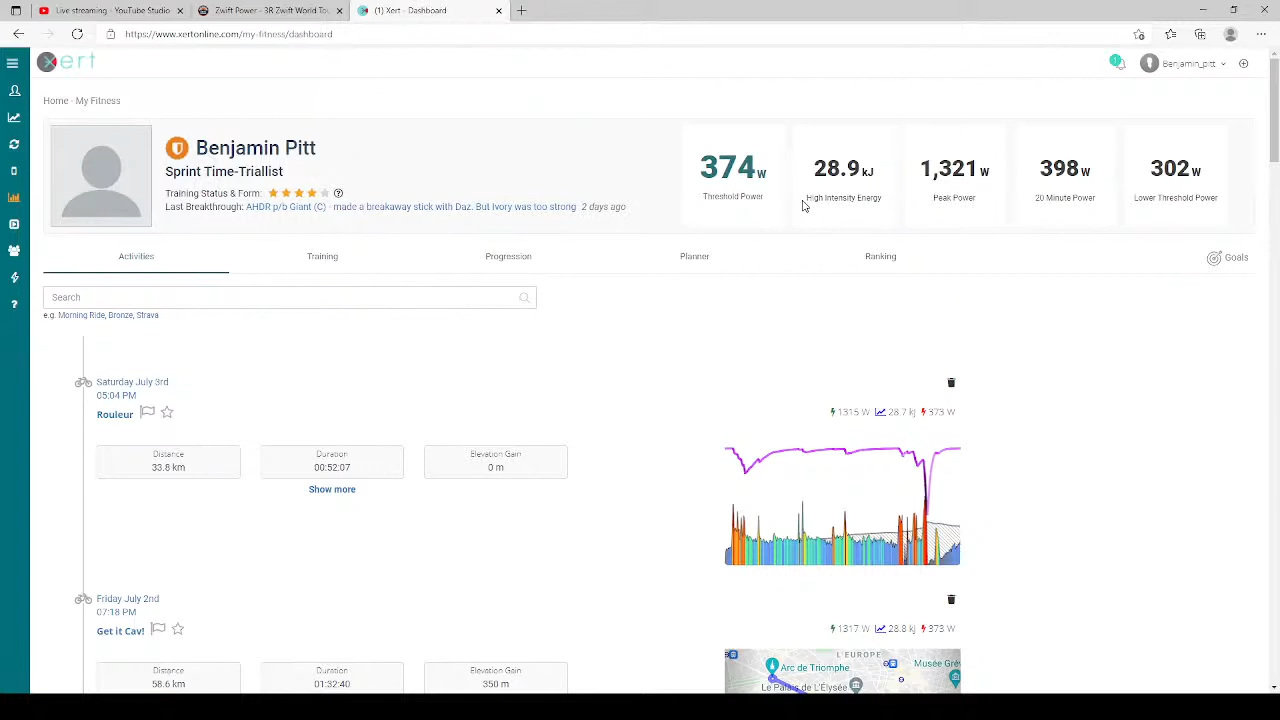 Live streaming - YouTube Studio
Zwift Power - 3R Zwift World Tou
(1) Xert - Dashboard
https://www.xertonline.com/my-fitness/dashboard
xert
1
Benjamin_pitt
Home - My Fitness
Benjamin Pitt
Sprint Time-Triallist
Training Status & Form:
Last Breakthrough: AHDR p/b Giant (C) - made a breakaway stick with Daz. But Ivory was too strong 2 days ago
374 W
Threshold Power
28.9 kJ
High Intensity Energy
1,321 W
Peak Power
398 W
20 Minute Power
302 W
Lower Threshold Power
Activities
Training
Progression
Planner
Ranking
Goals
Search
e.g. Morning Ride, Bronze, Strava
Saturday July 3rd
05:04 PM
Rouleur
1315 W 28.7 kJ 373 W
Distance
33.8 km
Duration
00:52:07
Elevation Gain
0 m
Show more
Friday July 2nd
07:18 PM
Get it Cav!
1317 W 28.8 kJ 373 W
Distance
58.6 km
Duration
01:32:40
Elevation Gain
350 m
L'EUROPE
Arc de Triomphe
Musée Grév
Le Palais de L'Élysée